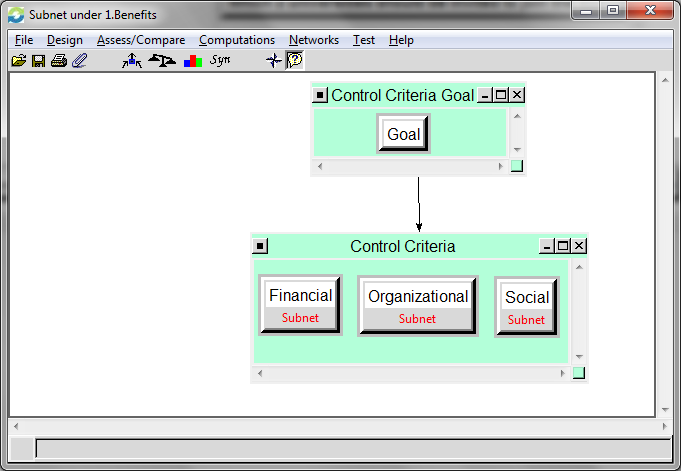 Subnet under 1.Benefits
File Design Assess/Compare Computations Networks Test Help
Syn
Control Criteria Goal
Goal
Control Criteria
Financial Organizational Social
Subnet Subnet Subnet